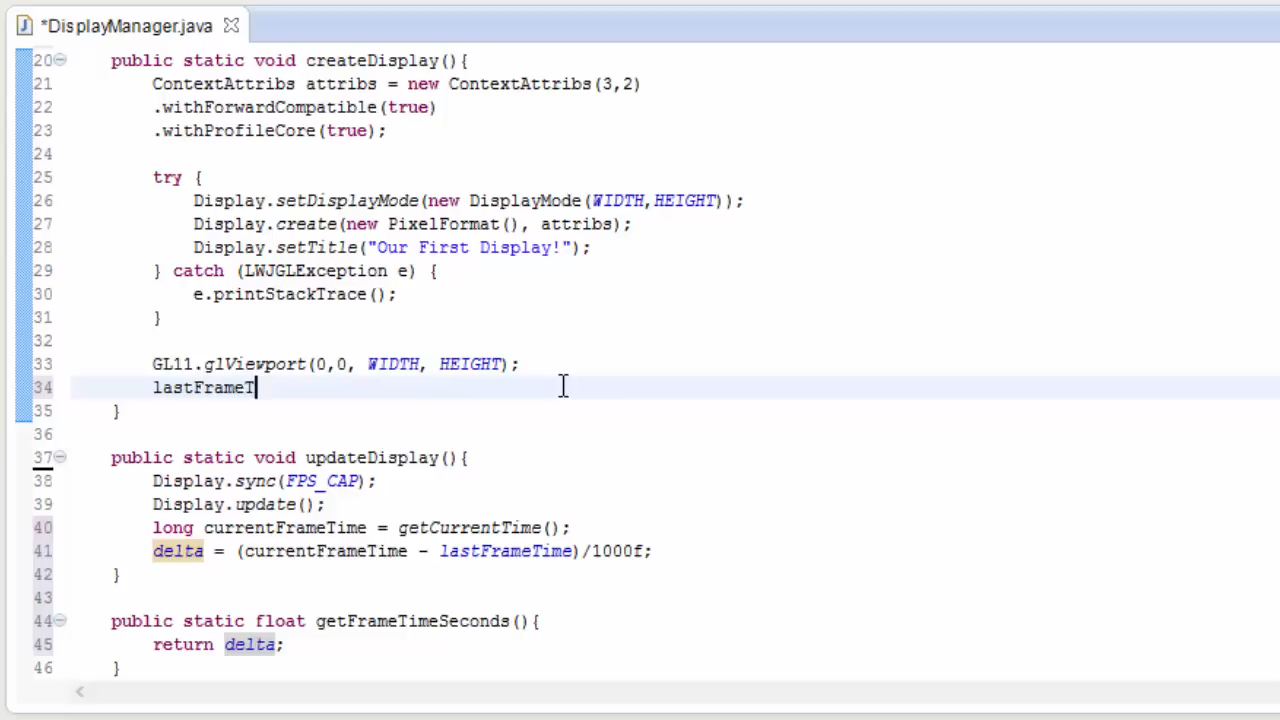 *DisplayManager.java
20 public static void createDisplay(){
21 ContextAttribs attribs = new ContextAttribs(3,2)
22 .withForwardCompatible(true)
23 .withProfileCore(true);
24
25 try {
26 Display.setDisplayMode(new DisplayMode(WIDTH,HEIGHT));
27 Display.create(new PixelFormat(), attribs);
28 Display.setTitle("Our First Display!");
29 } catch (LWJGLException e) {
30 e.printStackTrace();
31 }
32
33 GL11.glViewport(0,0, WIDTH, HEIGHT);
34 lastFrameT
35 }
36
37 public static void updateDisplay(){
38 Display.sync(FPS_CAP);
39 Display.update();
40 long currentFrameTime = getCurrentTime();
41 delta = (currentFrameTime - lastFrameTime)/1000f;
42 }
43
44 public static float getFrameTimeSeconds(){
45 return delta;
46 }